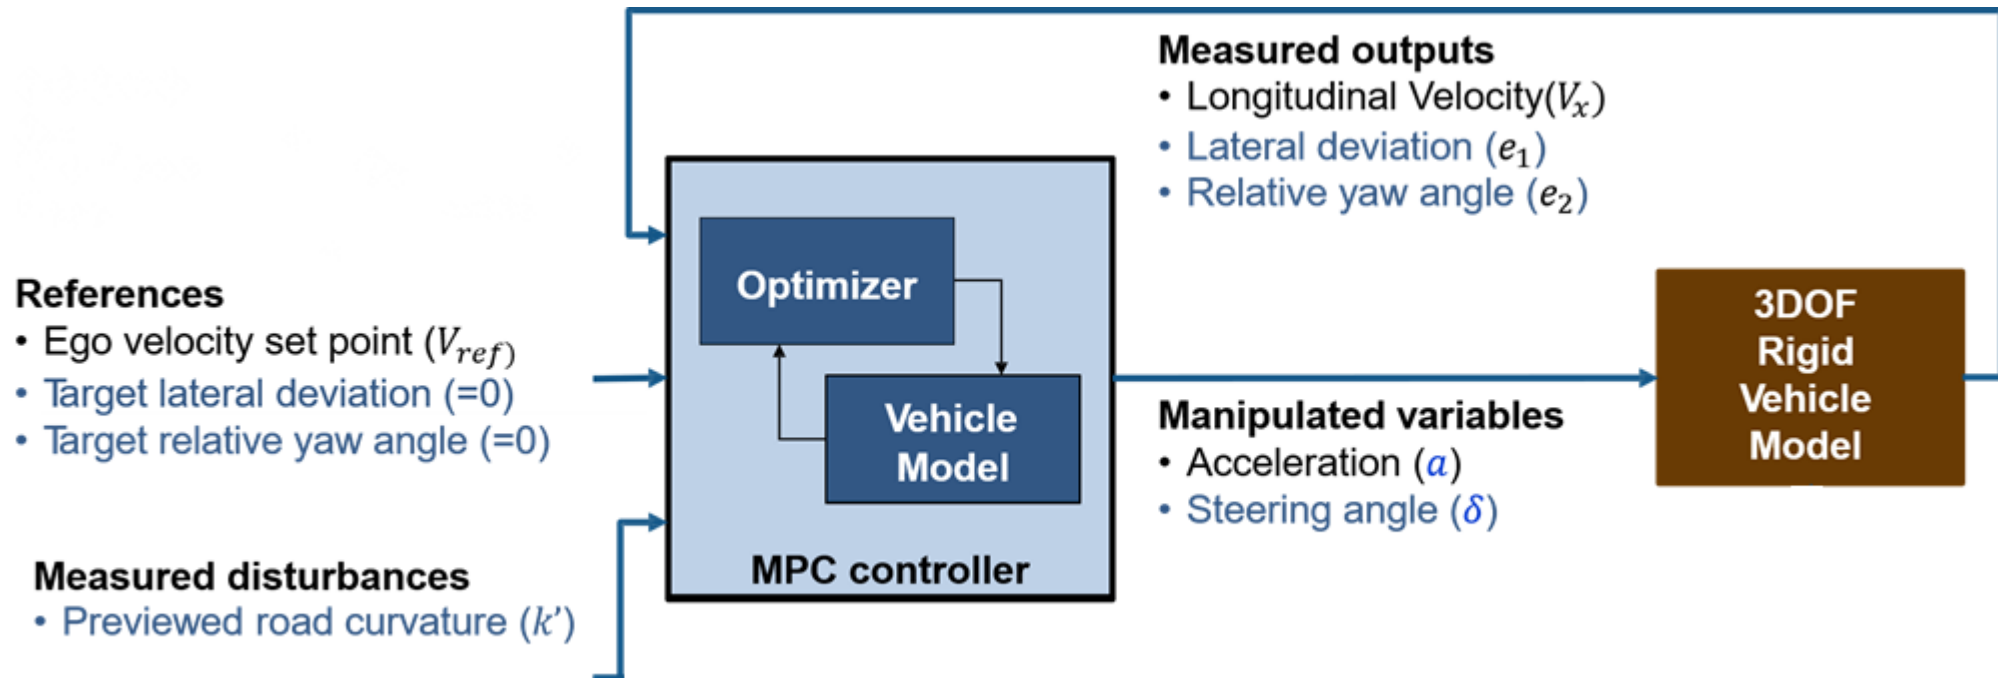 Measured outputs
• Longitudinal Velocity(Vₓ)
• Lateral deviation (e₁)
• Relative yaw angle (e₂)
References
• Ego velocity set point (V_ref)
• Target lateral deviation (=0)
• Target relative yaw angle (=0)
Measured disturbances
• Previewed road curvature (k’)
Optimizer
Vehicle
Model
MPC controller
Manipulated variables
• Acceleration (a)
• Steering angle (δ)
3DOF
Rigid
Vehicle
Model